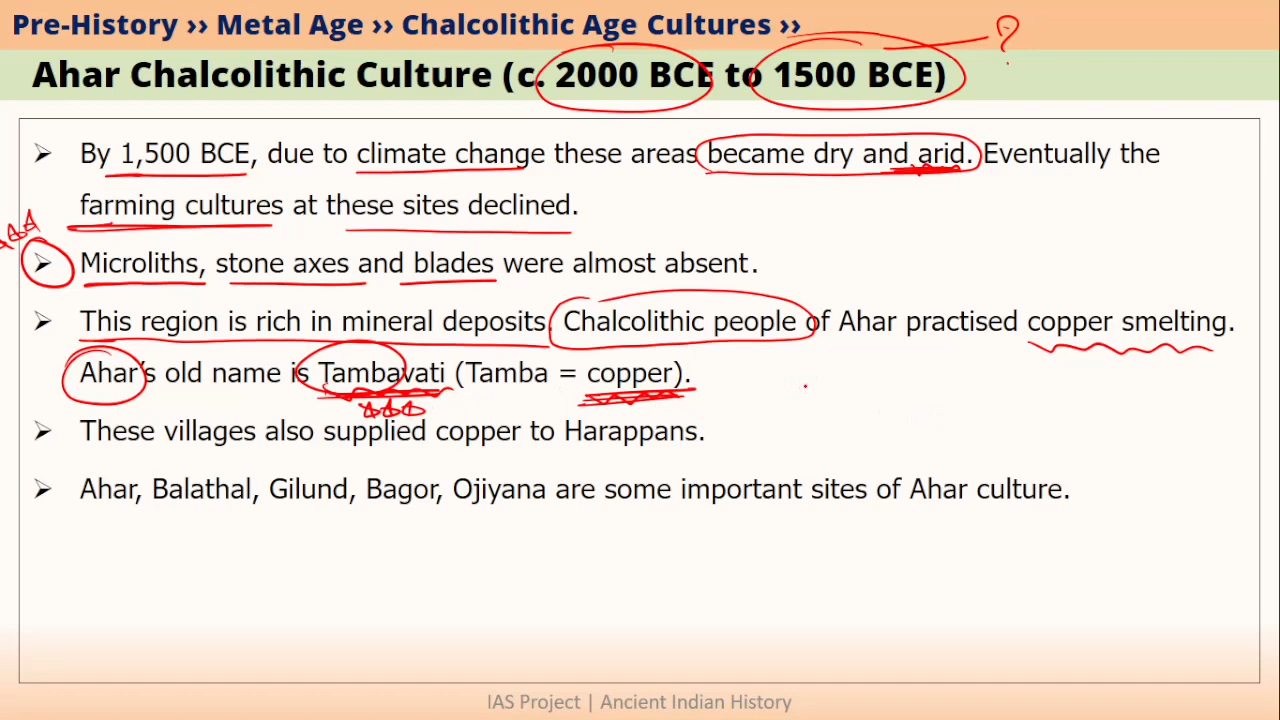 Pre-History ›› Metal Age ›› Chalcolithic Age Cultures ››
?
Ahar Chalcolithic Culture (c. 2000 BCE to 1500 BCE)
➢ By 1,500 BCE, due to climate change these areas became dry and arid. Eventually the
farming cultures at these sites declined.
➢ Microliths, stone axes and blades were almost absent.
➢ This region is rich in mineral deposits. Chalcolithic people of Ahar practised copper smelting.
Ahar's old name is Tambavati (Tamba = copper).
➢ These villages also supplied copper to Harappans.
➢ Ahar, Balathal, Gilund, Bagor, Ojiyana are some important sites of Ahar culture.
IAS Project | Ancient Indian History